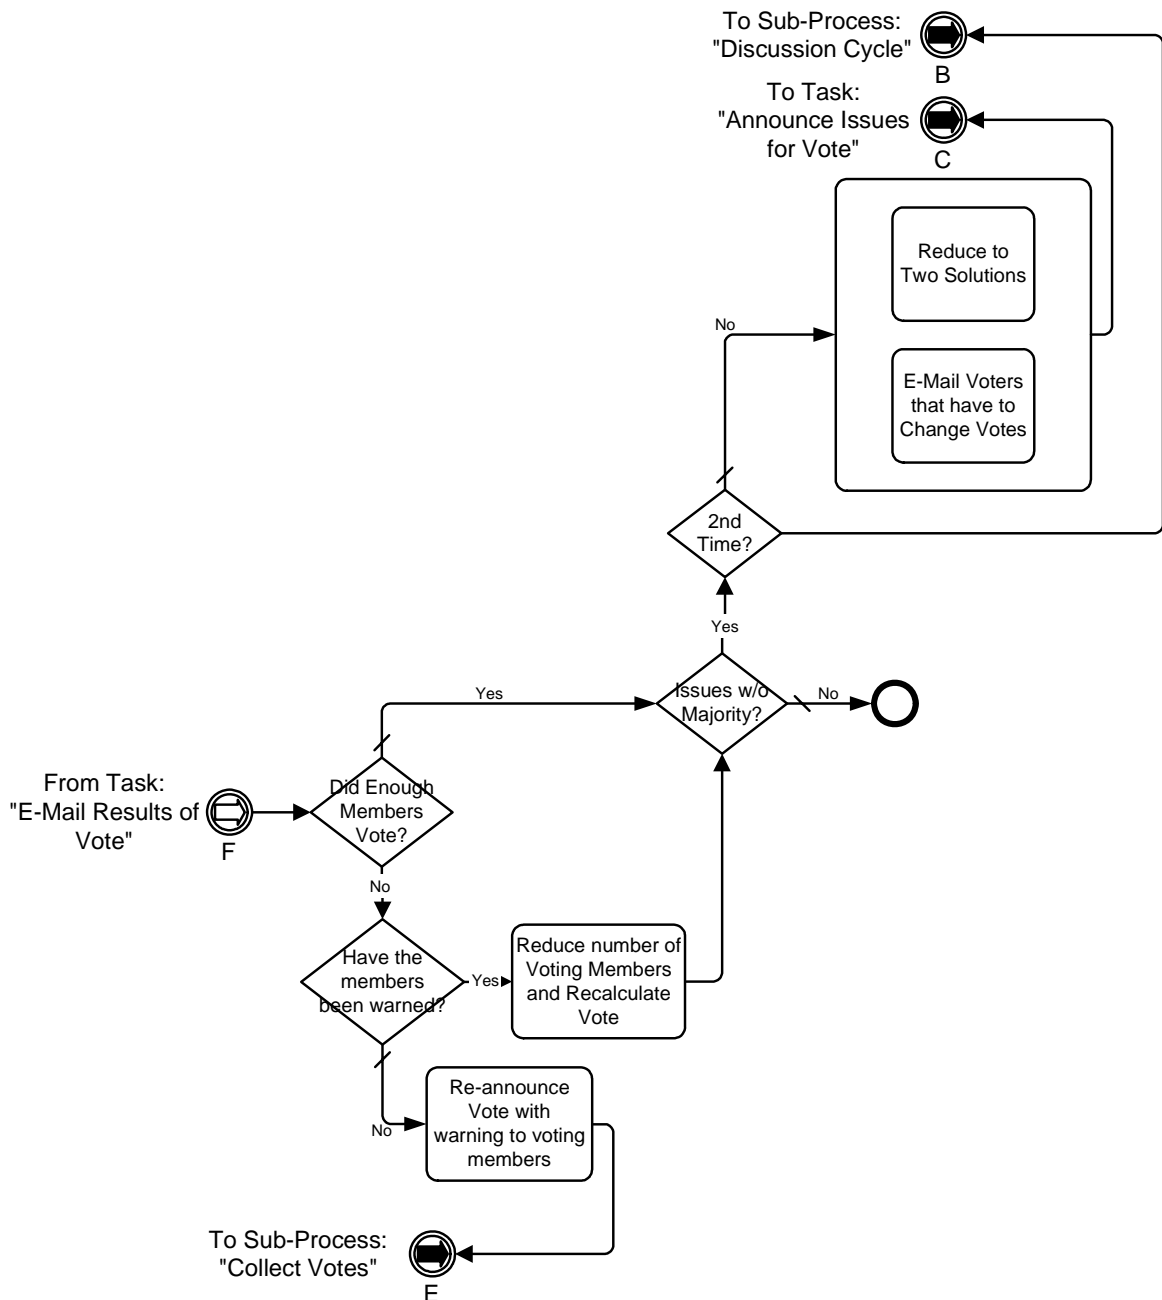 To Sub-Process:
"Discussion Cycle"
B
To Task:
"Announce Issues
for Vote"
C
Reduce to
Two Solutions
No
E-Mail Voters
that have to
Change Votes
2nd
Time?
Yes
Issues w/o
Majority?
No
Yes
From Task:
"E-Mail Results of
Vote"
F
Did Enough
Members
Vote?
No
Have the
members
been warned?
Yes
Reduce number of
Voting Members
and Recalculate
Vote
No
Re-announce
Vote with
warning to voting
members
To Sub-Process:
"Collect Votes"
E